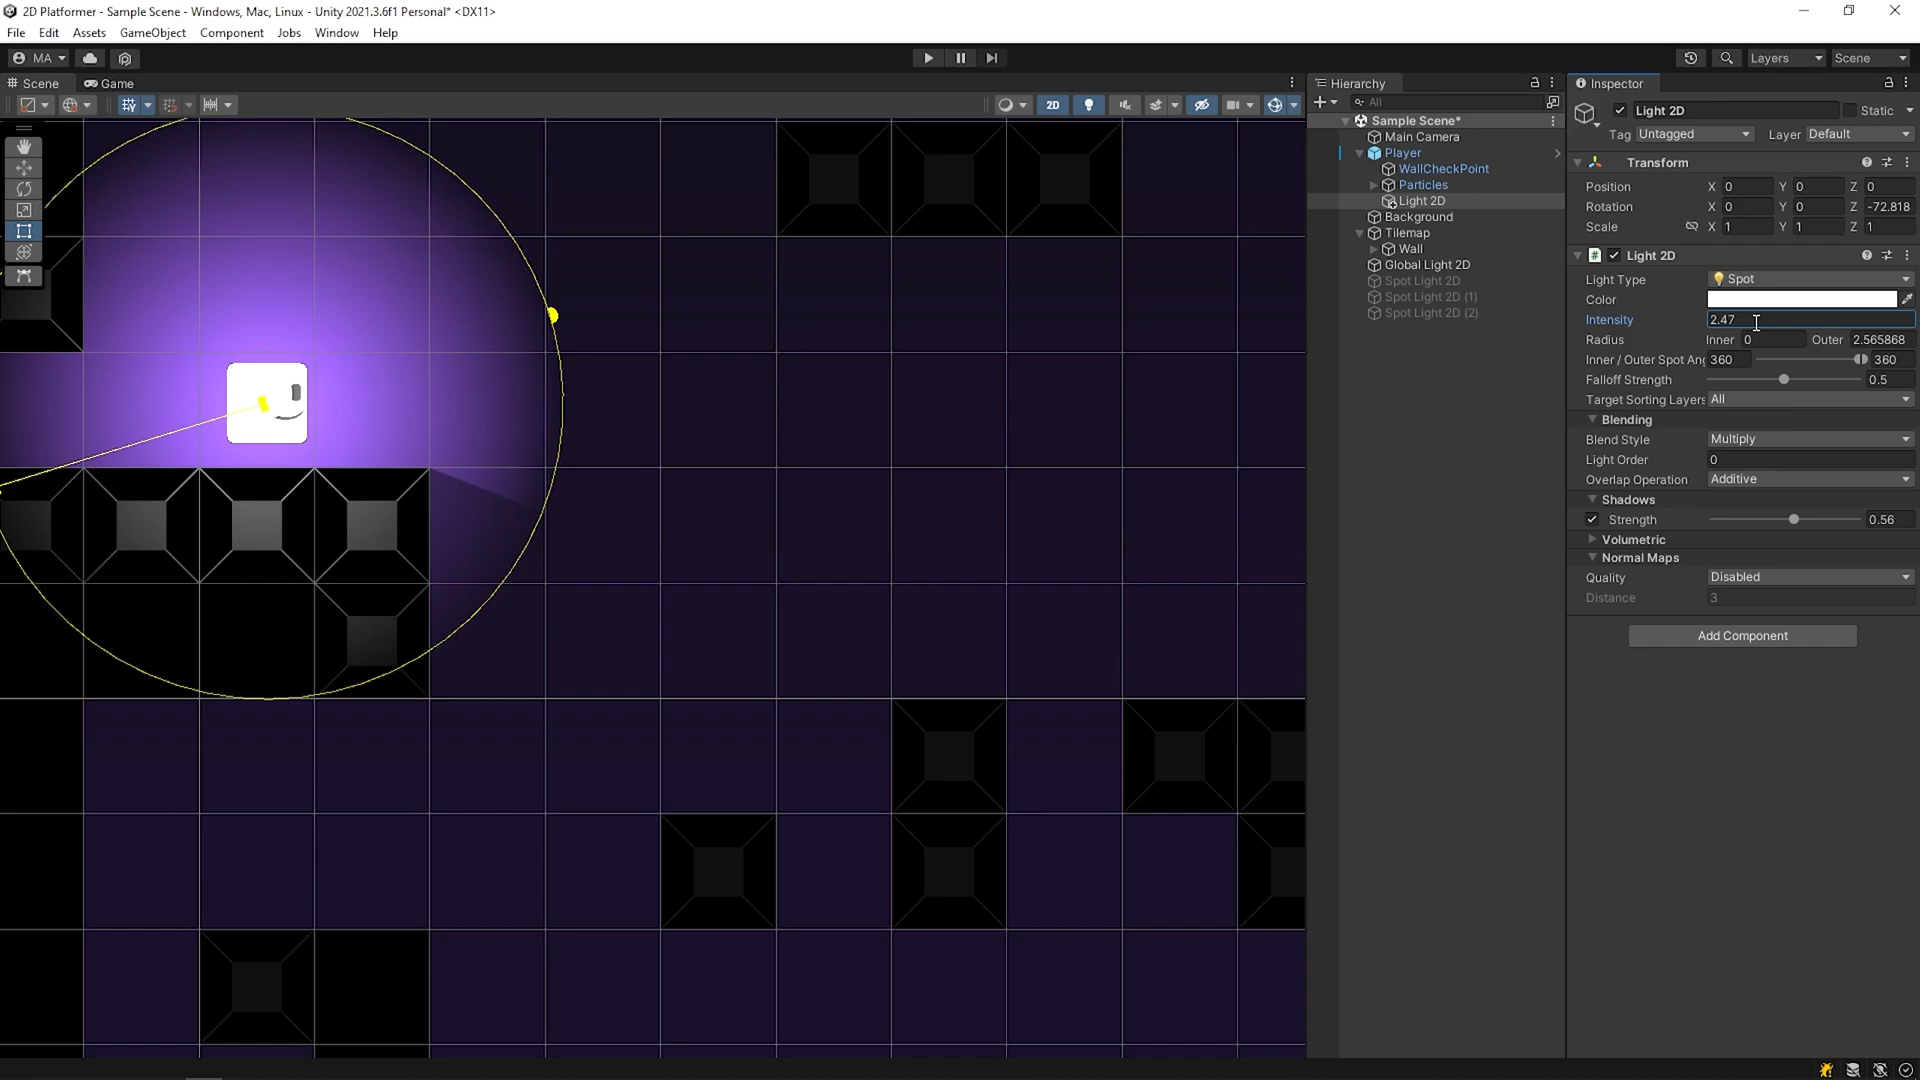 2D Platformer - Sample Scene - Windows, Mac, Linux - Unity 2021.3.6f1 Personal* <DX11>
File Edit Assets GameObject Component Jobs Window Help
MA Layers Scene
Scene Game
2D
Hierarchy
All
Sample Scene*
Main Camera
Player
WallCheckPoint
Particles
Light 2D
Background
Tilemap
Wall
Global Light 2D
Spot Light 2D
Spot Light 2D (1)
Spot Light 2D (2)
Inspector
Light 2D Static
Tag Untagged Layer Default
Transform
Position X 0 Y 0 Z 0
Rotation X 0 Y 0 Z -72.818
Scale X 1 Y 1 Z 1
Light 2D
Light Type Spot
Color
Intensity 2.47
Radius Inner 0 Outer 2.565868
Inner / Outer Spot Ang 360 360
Falloff Strength 0.5
Target Sorting Layers All
Blending
Blend Style Multiply
Light Order 0
Overlap Operation Additive
Shadows
Strength 0.56
Volumetric
Normal Maps
Quality Disabled
Distance 3
Add Component